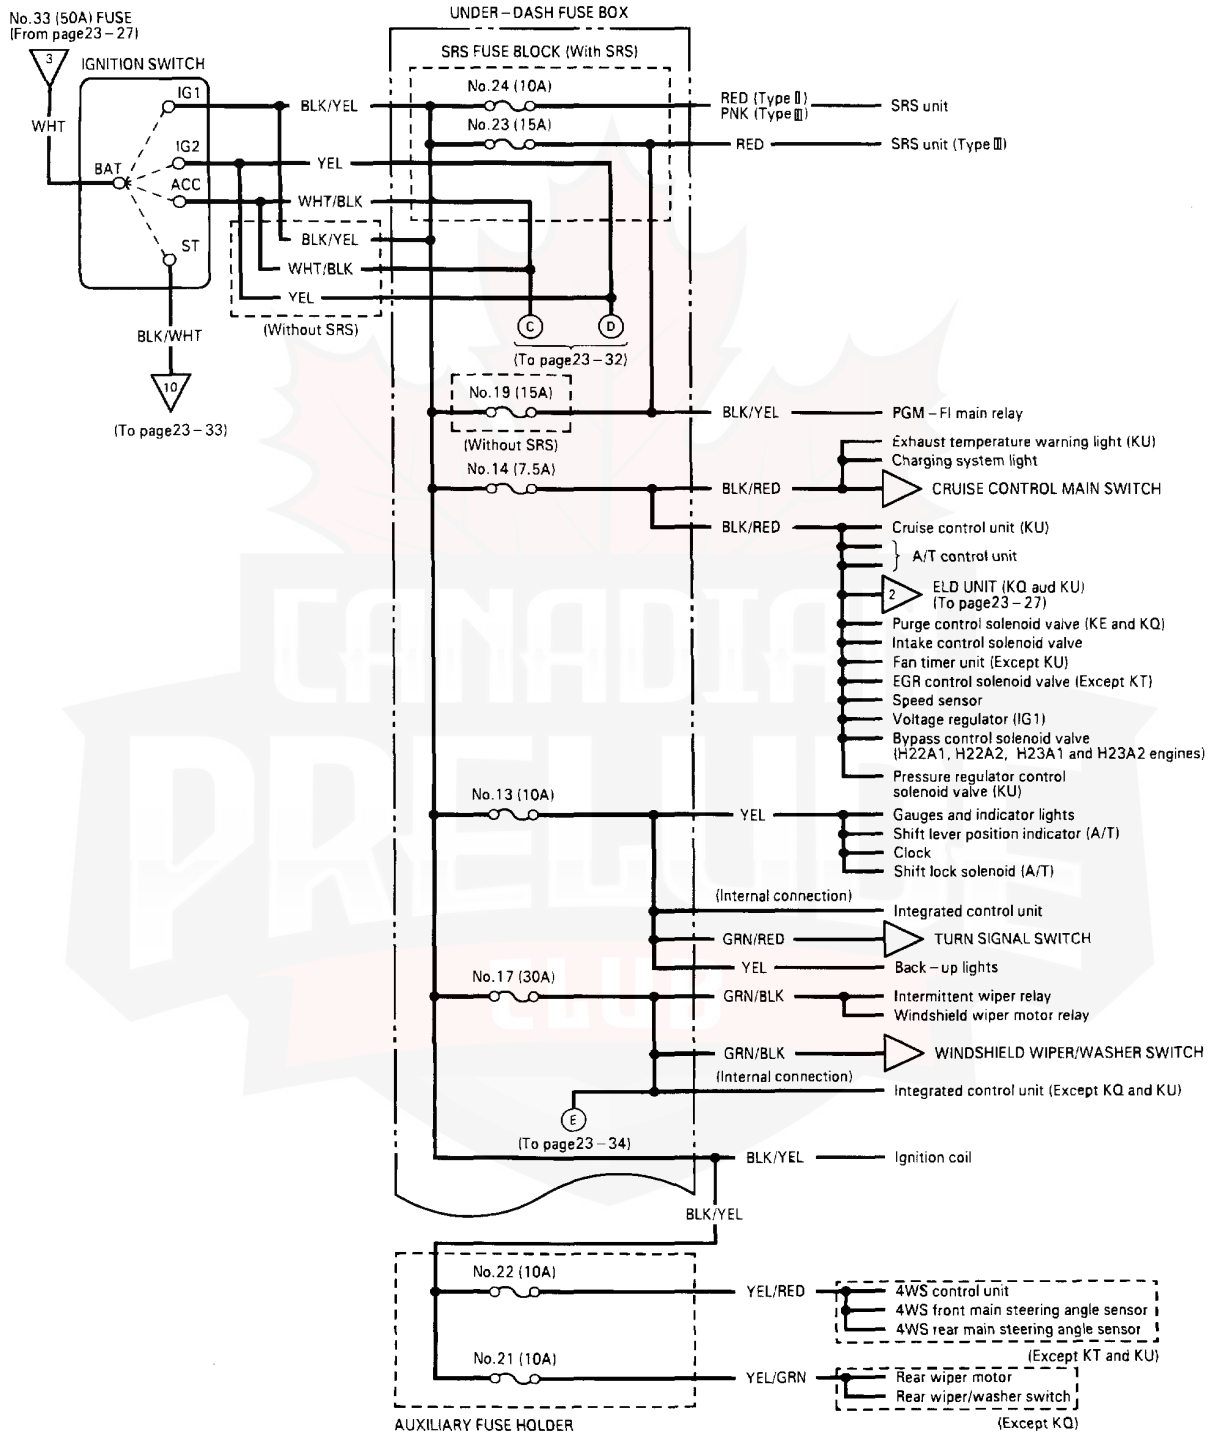 UNDER-DASH FUSE BOX
No.33 (50A) FUSE
(From page23-27)
3
IGNITION SWITCH
SRS FUSE BLOCK (With SRS)
No.24 (10A)
IG1
BLK/YEL
RED (Type Ⅱ)
PNK (Type Ⅲ)
SRS unit
WHT
No.23 (15A)
IG2
YEL
RED
SRS unit (Type Ⅲ)
BAT
ACC
WHT/BLK
ST
BLK/YEL
WHT/BLK
YEL
(Without SRS)
C
D
BLK/WHT
(To page23-32)
10
(To page23-33)
No.19 (15A)
BLK/YEL
PGM-FI main relay
(Without SRS)
Exhaust temperature warning light (KU)
Charging system light
No.14 (7.5A)
BLK/RED
CRUISE CONTROL MAIN SWITCH
BLK/RED
Cruise control unit (KU)
A/T control unit
2
ELD UNIT (KQ aud KU)
(To page23-27)
Purge control solenoid valve (KE and KQ)
Intake control solenoid valve
Fan timer unit (Except KU)
EGR control solenoid valve (Except KT)
Speed sensor
Voltage regulator (IG1)
Bypass control solenoid valve
(H22A1, H22A2, H23A1 and H23A2 engines)
Pressure regulator control
solenoid valve (KU)
CANADIAN
PRELUDE
CLUB
No.13 (10A)
YEL
Gauges and indicator lights
Shift lever position indicator (A/T)
Clock
Shift lock solenoid (A/T)
(Internal connection)
Integrated control unit
GRN/RED
TURN SIGNAL SWITCH
YEL
Back-up lights
No.17 (30A)
GRN/BLK
Intermittent wiper relay
Windshield wiper motor relay
GRN/BLK
WINDSHIELD WIPER/WASHER SWITCH
(Internal connection)
Integrated control unit (Except KQ and KU)
E
(To page23-34)
BLK/YEL
Ignition coil
BLK/YEL
No.22 (10A)
YEL/RED
4WS control unit
4WS front main steering angle sensor
4WS rear main steering angle sensor
(Except KT and KU)
No.21 (10A)
YEL/GRN
Rear wiper motor
Rear wiper/washer switch
(Except KQ)
AUXILIARY FUSE HOLDER